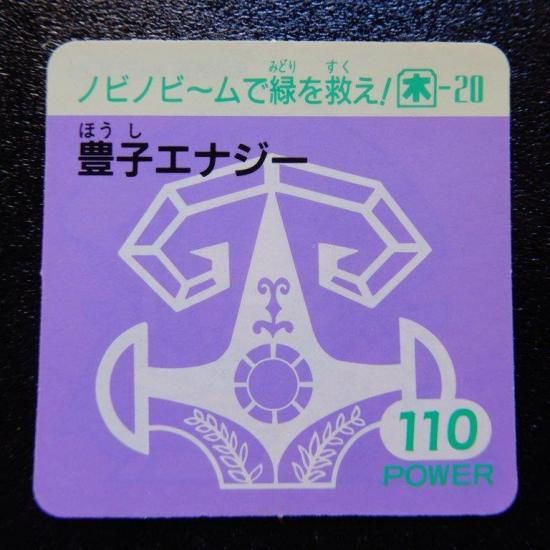 みどり すく
ノビノビ〜ムで緑を救え! 木-20
ほうし
豊子エナジー
110
POWER